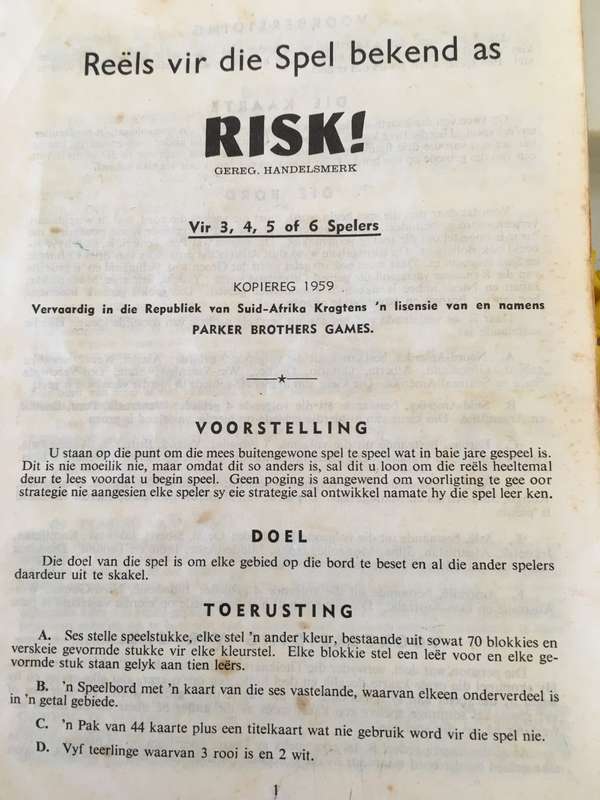 Reëls vir die Spel bekend as
RISK!
GEREG. HANDELSMERK
Vir 3, 4, 5 of 6 Spelers
KOPIEREG 1959
Vervaardig in die Republiek van Suid-Afrika Kragtens 'n lisensie van en namens
PARKER BROTHERS GAMES.
VOORSTELLING
U staan op die punt om die mees buitengewone spel te speel wat in baie jare gespeel is.
Dit is nie moeilik nie, maar omdat dit so anders is, sal dit u loon om die reëls heeltemal
deur te lees voordat u begin speel. Geen poging is aangewend om voorligting te gee oor
strategie nie aangesien elke speler sy eie strategie sal ontwikkel namate hy die spel leer ken.
DOEL
Die doel van die spel is om elke gebied op die bord te beset en al die ander spelers
daardeur uit te skakel.
TOERUSTING
A. Ses stelle speelstukke, elke stel 'n ander kleur, bestaande uit sowat 70 blokkies en
verskeie gevormde stukke vir elke kleurstel. Elke blokkie stel een leër voor en elke ge-
vormde stuk staan gelyk aan tien leërs.
B. 'n Speelbord met 'n kaart van die ses vastelande, waarvan elkeen onderverdeel is
in 'n getal gebiede.
C. 'n Pak van 44 kaarte plus een titelkaart wat nie gebruik word vir die spel nie.
D. Vyf teerlinge waarvan 3 rooi is en 2 wit.
1